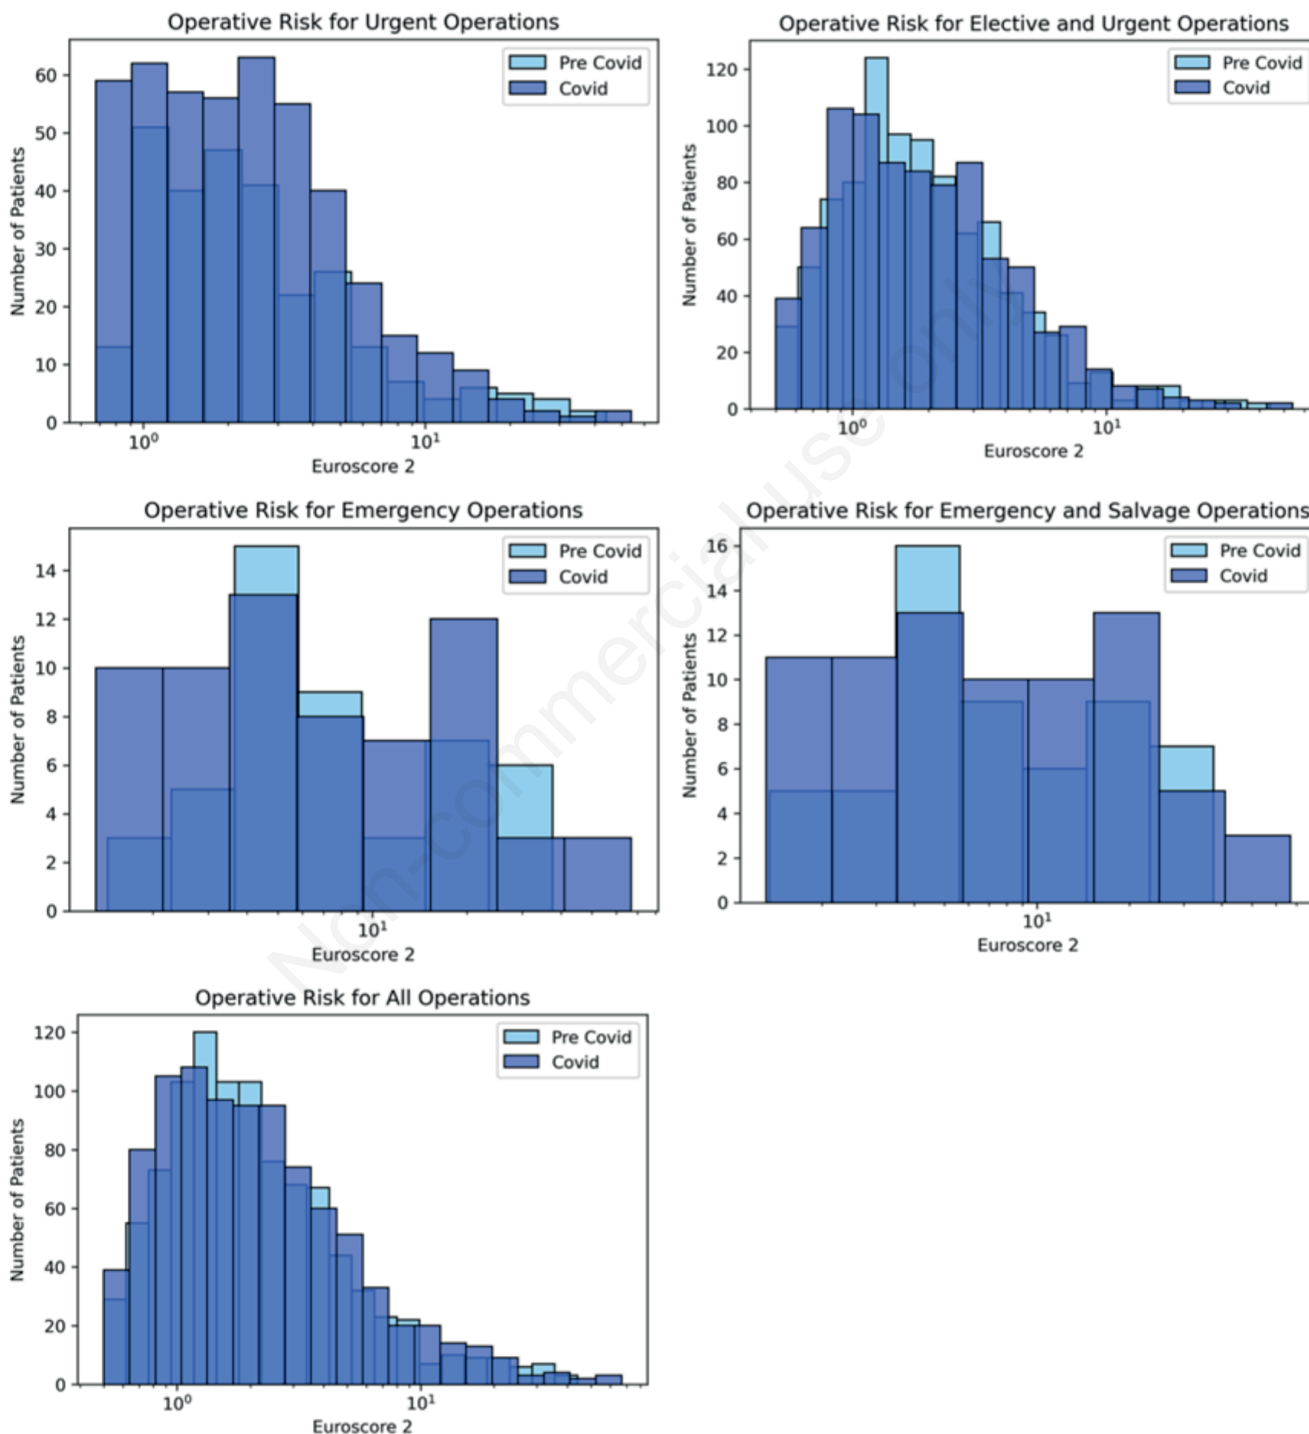 Operative Risk for Urgent Operations
60
50
40
30
20
10
0
Number of Patients
Pre Covid
Covid
10⁰
10¹
Euroscore 2
Operative Risk for Elective and Urgent Operations
120
100
80
60
40
20
0
Number of Patients
Pre Covid
Covid
10⁰
10¹
Euroscore 2
Operative Risk for Emergency Operations
14
12
10
8
6
4
2
0
Number of Patients
Pre Covid
Covid
10¹
Euroscore 2
Operative Risk for Emergency and Salvage Operations
16
14
12
10
8
6
4
2
0
Number of Patients
Pre Covid
Covid
10¹
Euroscore 2
Operative Risk for All Operations
120
100
80
60
40
20
0
Number of Patients
Pre Covid
Covid
10⁰
10¹
Euroscore 2
Non-commercial use only